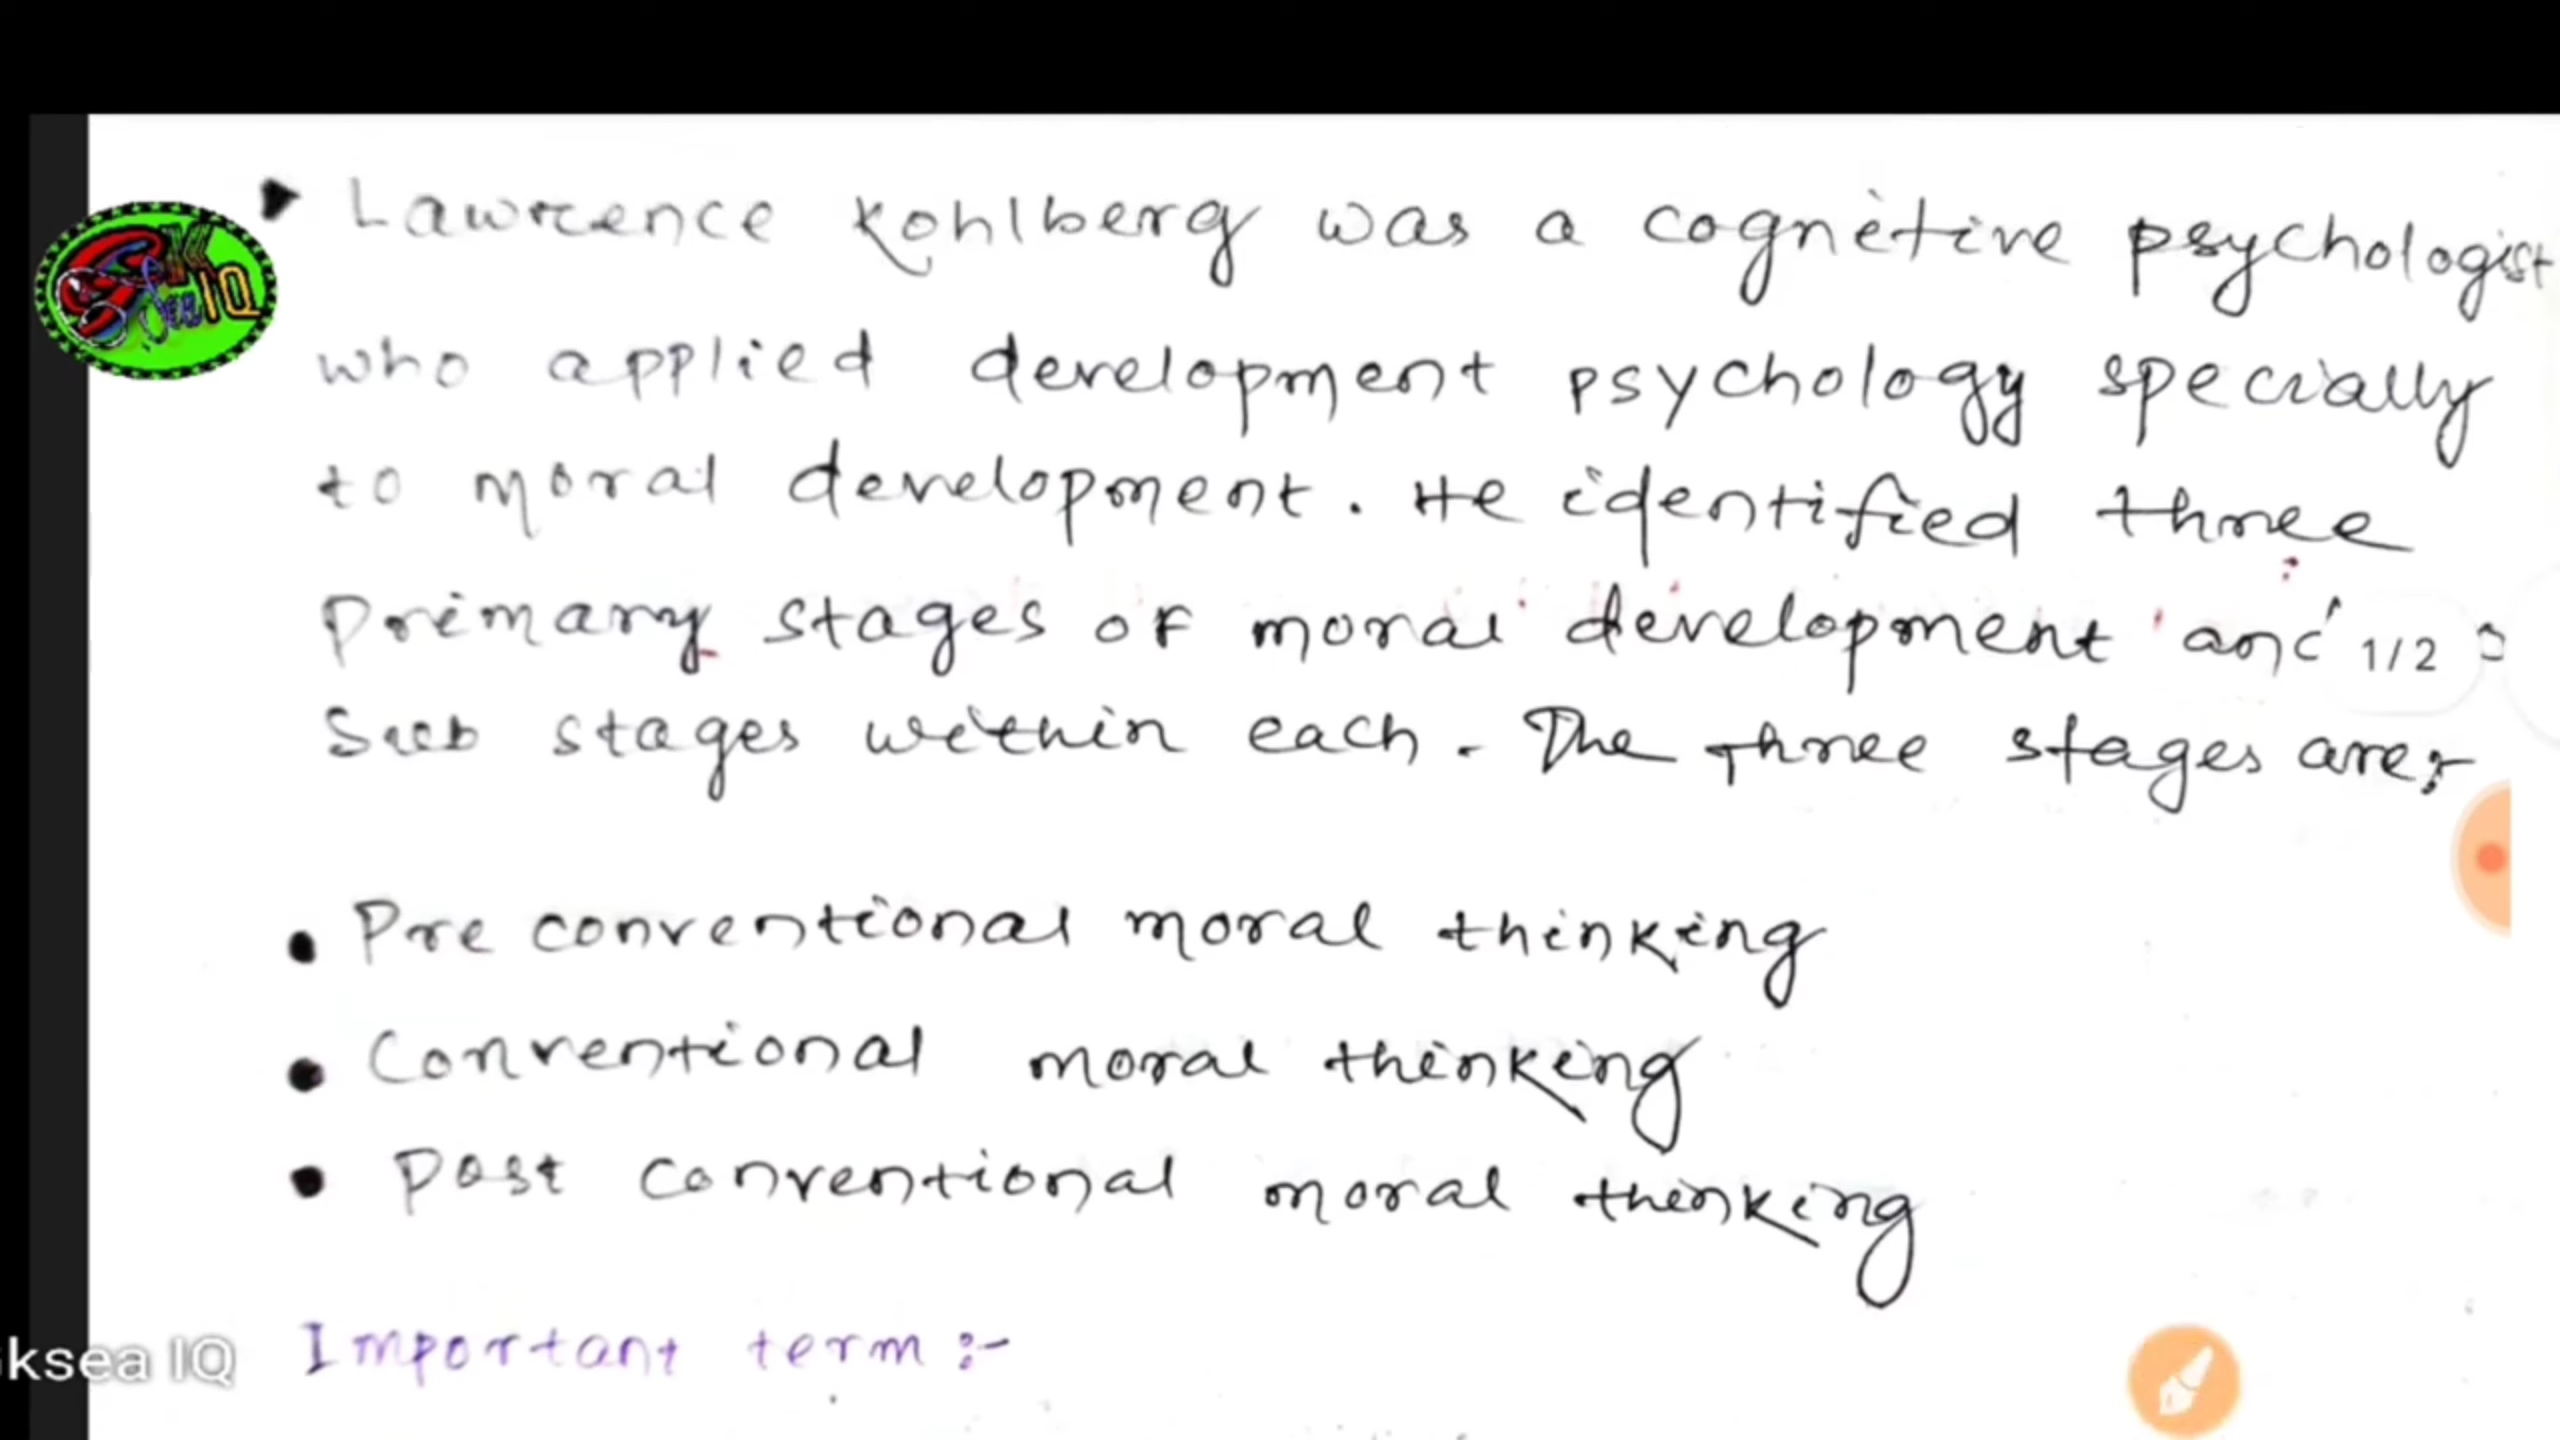 Lawrence Kohlberg was a cognitive psychologist
who applied development psychology specially
to moral development. He identified three
Primary stages of moral development and 1/2
Sub stages within each. The three stages are:-
• Pre conventional moral thinking
• Conventional moral thinking
• Post conventional moral thinking
Important term :-
ksea IQ